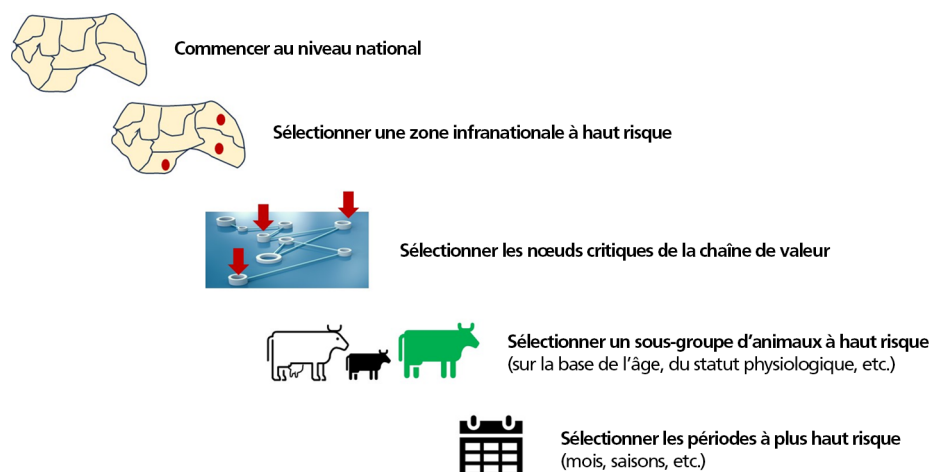 Commencer au niveau national
Sélectionner une zone infranationale à haut risque
Sélectionner les nœuds critiques de la chaîne de valeur
Sélectionner un sous-groupe d’animaux à haut risque
(sur la base de l’âge, du statut physiologique, etc.)
Sélectionner les périodes à plus haut risque
(mois, saisons, etc.)